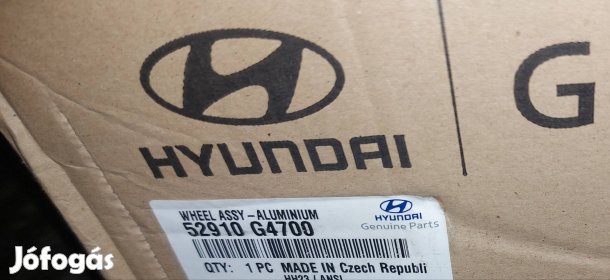 HYUNDAI
G
WHEEL ASSY-ALUMINIUM
52910 G4700
HYUNDAI
Genuine Parts
QTY: 1 PC MADE IN Czech Republi
Jófogás